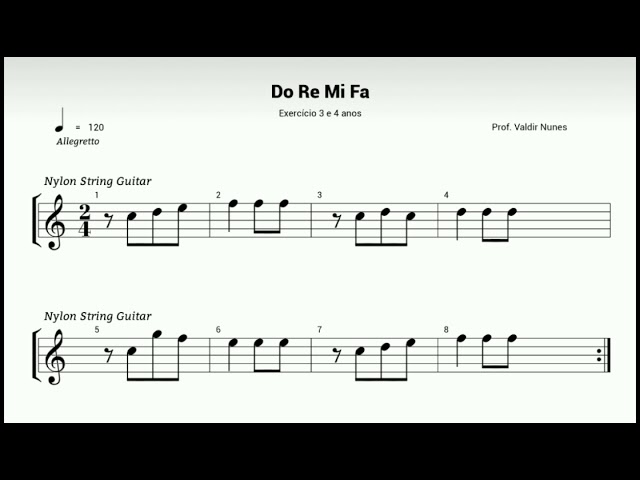 Do Re Mi Fa
Exercício 3 e 4 anos
= 120
Prof. Valdir Nunes
Allegretto
Nylon String Guitar
1 2 3 4
2
4
Nylon String Guitar
5 6 7 8